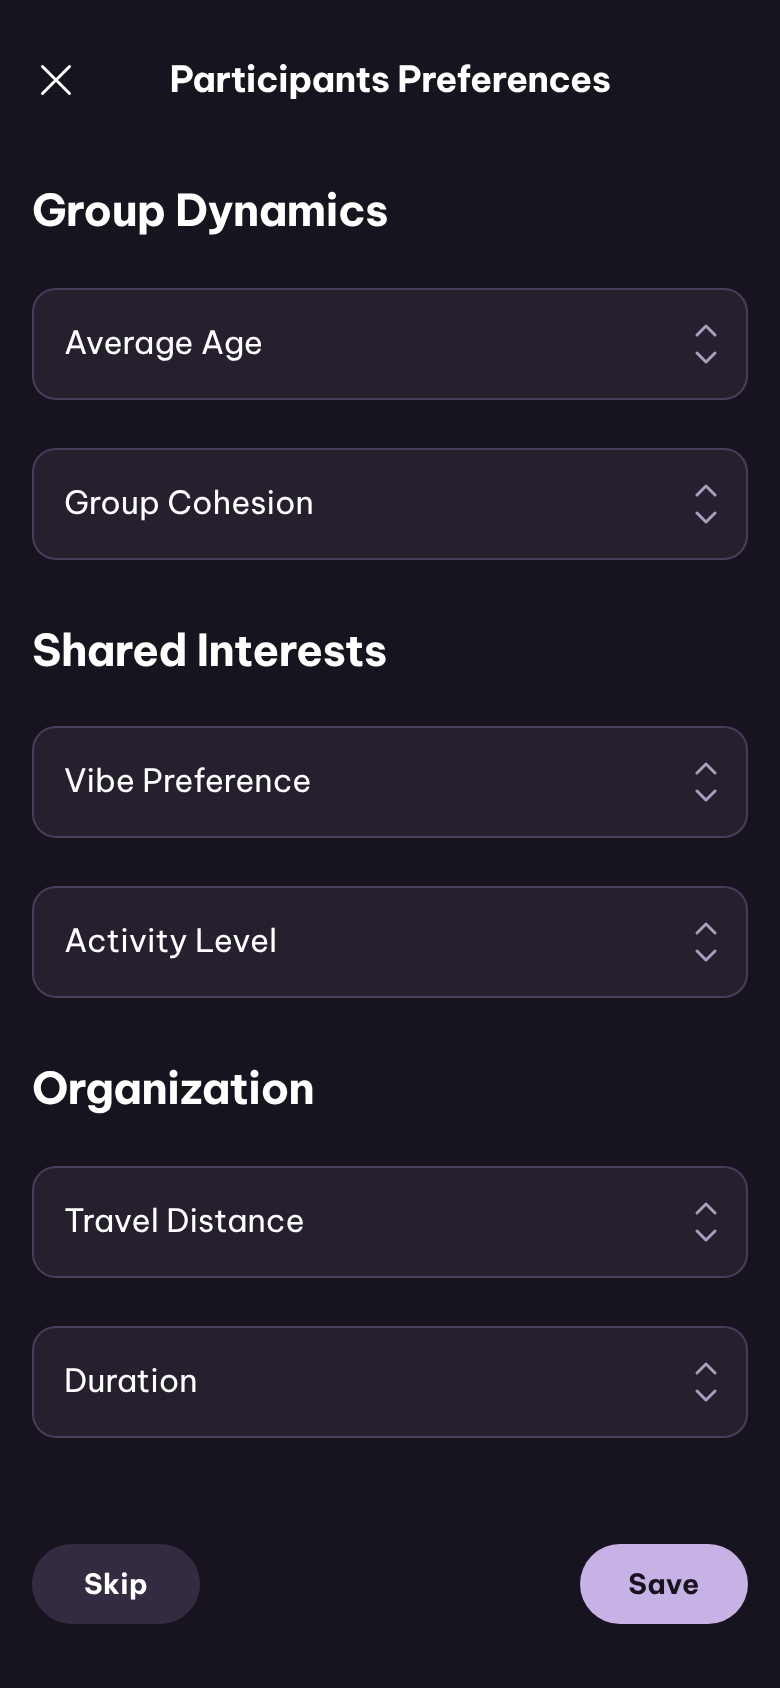 Participants Preferences
Group Dynamics
Average Age
Group Cohesion
Shared Interests
Vibe Preference
Activity Level
Organization
Travel Distance
Duration
Skip
Save